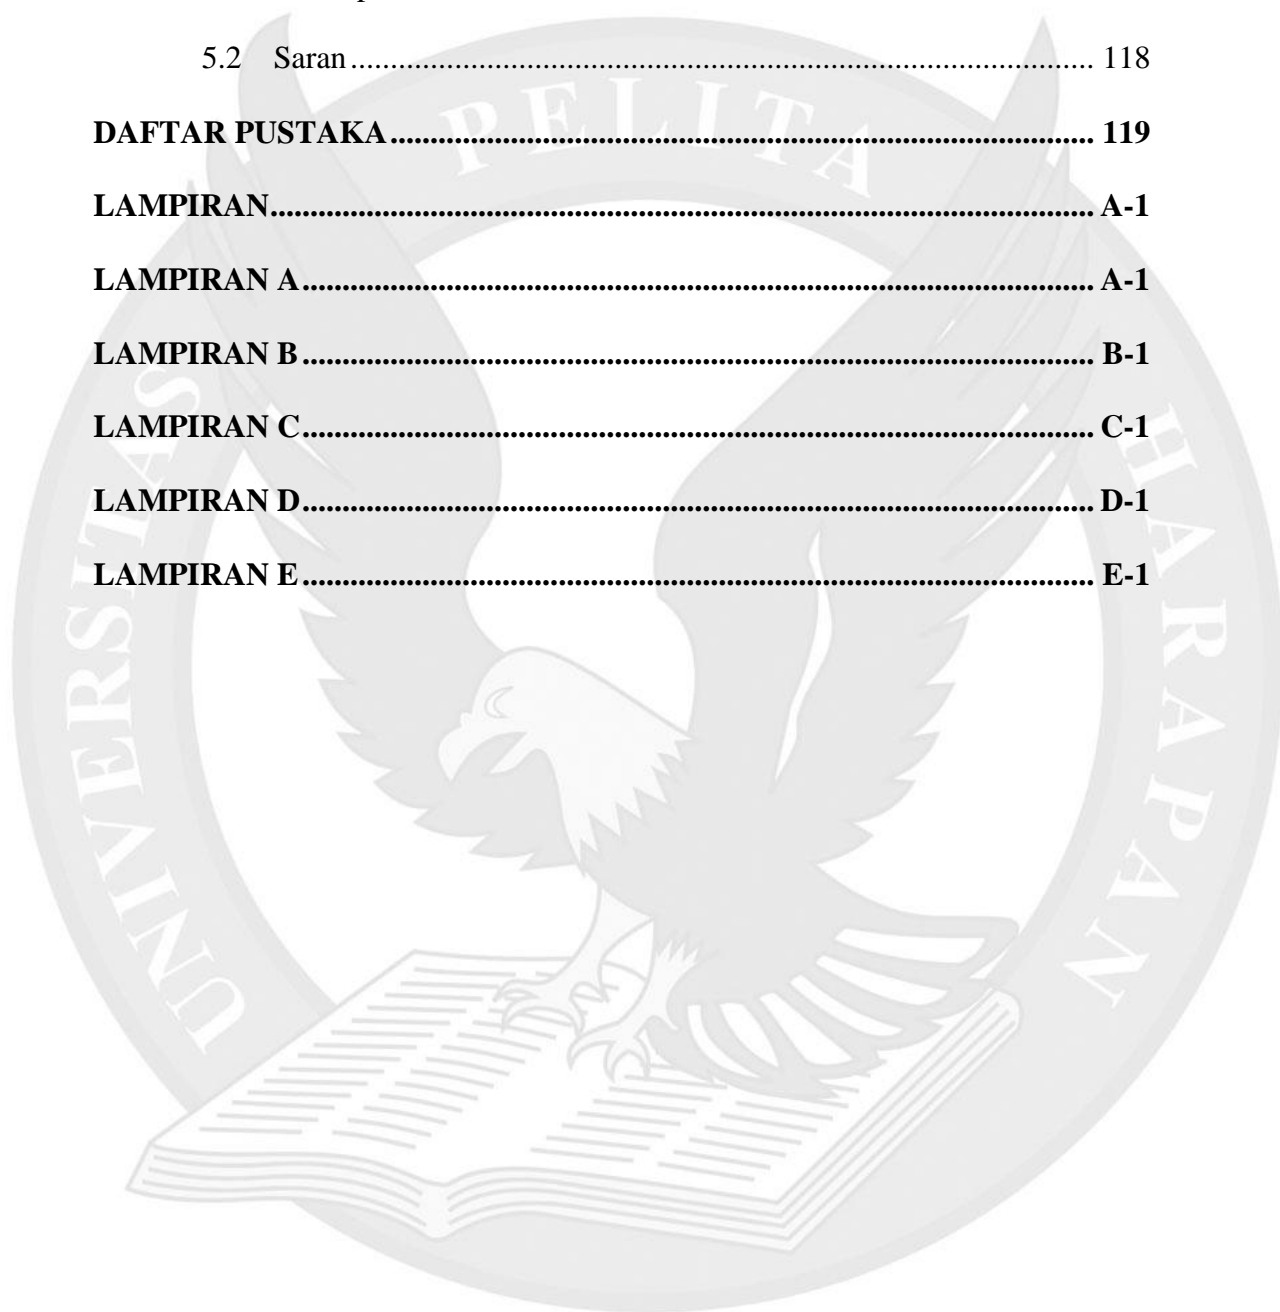 5.2 Saran ........................................................................................... 118
DAFTAR PUSTAKA ...................................................................................... 119
LAMPIRAN..................................................................................................... A-1
LAMPIRAN A ................................................................................................. A-1
LAMPIRAN B ................................................................................................. B-1
LAMPIRAN C ................................................................................................. C-1
LAMPIRAN D ................................................................................................. D-1
LAMPIRAN E ................................................................................................. E-1
UNIVERSITAS PELITA HARAPAN